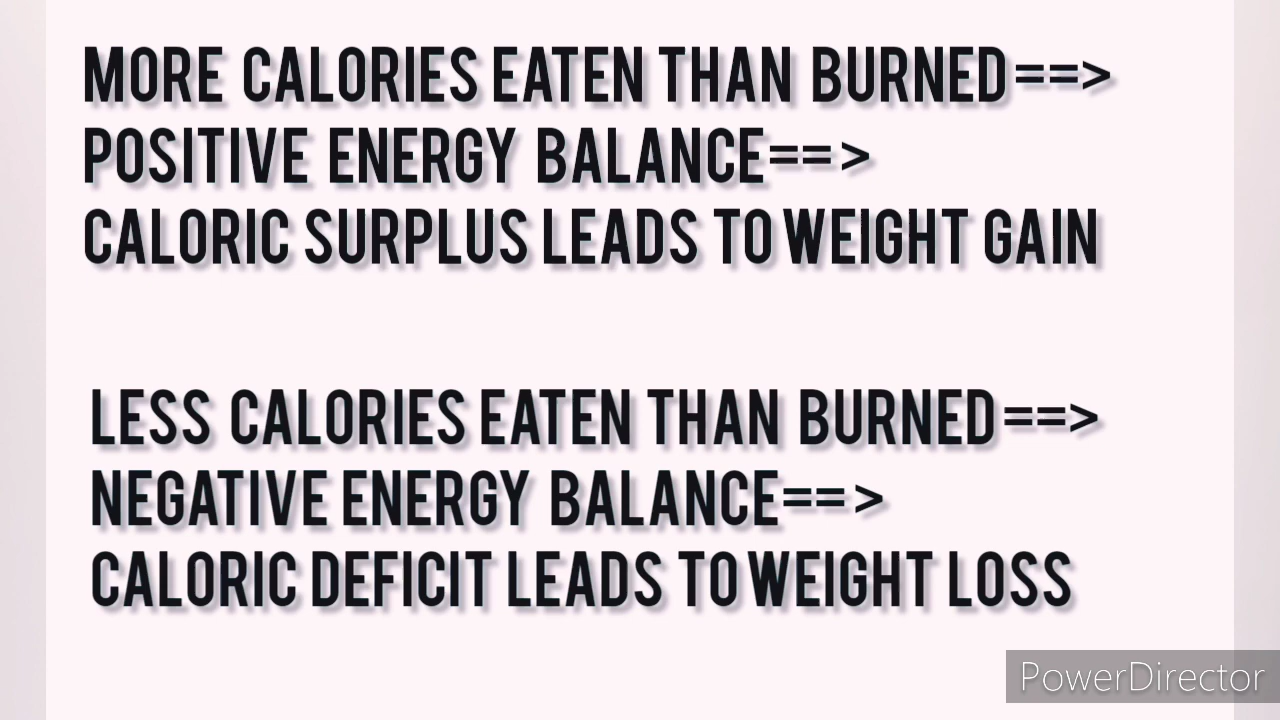 MORE CALORIES EATEN THAN BURNED==>
POSITIVE ENERGY BALANCE==>
CALORIC SURPLUS LEADS TO WEIGHT GAIN
LESS CALORIES EATEN THAN BURNED==>
NEGATIVE ENERGY BALANCE==>
CALORIC DEFICIT LEADS TO WEIGHT LOSS
PowerDirector